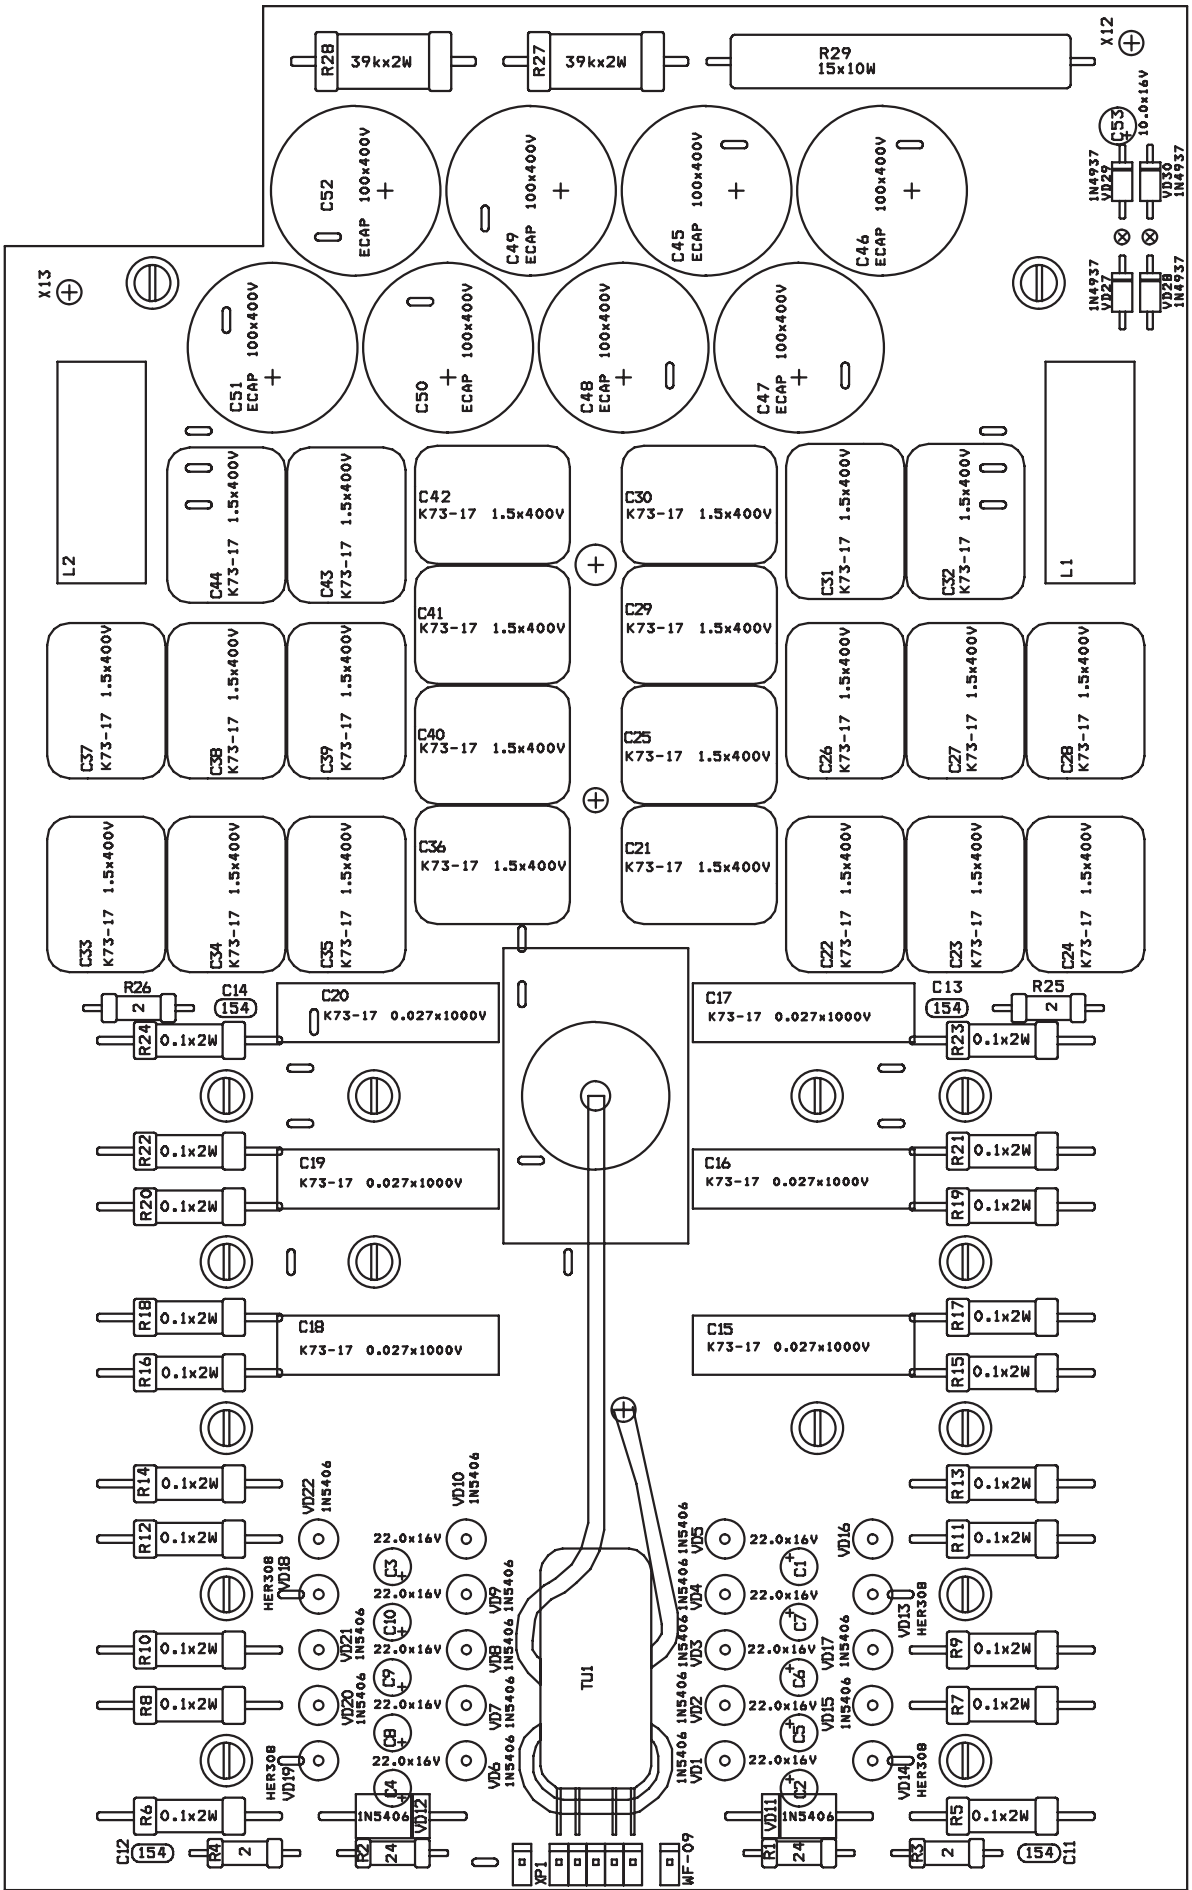 R28
39kx2W
R27
39kx2W
R29
15x10W
X12
C53
10.0x16V
1N4937
VD29
VD30
1N4937
C52
ECAP 100x400V
C49
ECAP 100x400V
C45
ECAP 100x400V
C46
ECAP 100x400V
X13
1N4937
VD27
VD28
1N4937
C51
ECAP 100x400V
C50
ECAP 100x400V
C48
ECAP 100x400V
C47
ECAP 100x400V
L2
C44
K73-17 1.5x400V
C43
K73-17 1.5x400V
C42
K73-17 1.5x400V
C30
K73-17 1.5x400V
C31
K73-17 1.5x400V
C32
K73-17 1.5x400V
L1
C41
K73-17 1.5x400V
C29
K73-17 1.5x400V
C37
K73-17 1.5x400V
C38
K73-17 1.5x400V
C39
K73-17 1.5x400V
C40
K73-17 1.5x400V
C25
K73-17 1.5x400V
C26
K73-17 1.5x400V
C27
K73-17 1.5x400V
C28
K73-17 1.5x400V
C33
K73-17 1.5x400V
C34
K73-17 1.5x400V
C35
K73-17 1.5x400V
C36
K73-17 1.5x400V
C21
K73-17 1.5x400V
C22
K73-17 1.5x400V
C23
K73-17 1.5x400V
C24
K73-17 1.5x400V
R26
2
C14
154
C20
K73-17 0.027x1000V
C17
K73-17 0.027x1000V
C13
154
R25
2
R24
0.1x2W
R23
0.1x2W
R22
0.1x2W
C19
K73-17 0.027x1000V
C16
K73-17 0.027x1000V
R21
0.1x2W
R20
0.1x2W
R19
0.1x2W
R18
0.1x2W
C18
K73-17 0.027x1000V
C15
K73-17 0.027x1000V
R17
0.1x2W
R16
0.1x2W
R15
0.1x2W
R14
0.1x2W
VD22
1N5406
VD10
1N5406
R13
0.1x2W
R12
0.1x2W
22.0x16V
C3
1N5406
VD5
22.0x16V
C1
VD16
R11
0.1x2W
HER308
VD18
22.0x16V
C10
VD9
1N5406
1N5406
VD4
22.0x16V
C7
VD13
HER308
R10
0.1x2W
VD21
1N5406
22.0x16V
C9
VD8
1N5406
TU1
1N5406
VD3
22.0x16V
C6
VD17
1N5406
R9
0.1x2W
R8
0.1x2W
VD20
1N5406
22.0x16V
C8
VD7
1N5406
1N5406
VD2
22.0x16V
C5
VD15
1N5406
R7
0.1x2W
HER308
VD19
22.0x16V
C4
VD6
1N5406
1N5406
VD1
22.0x16V
C2
VD14
HER308
R6
0.1x2W
1N5406
VD12
VD11
1N5406
R5
0.1x2W
C12
154
R4
2
R2
24
XP1
WF-09
R1
24
R3
2
154
C11